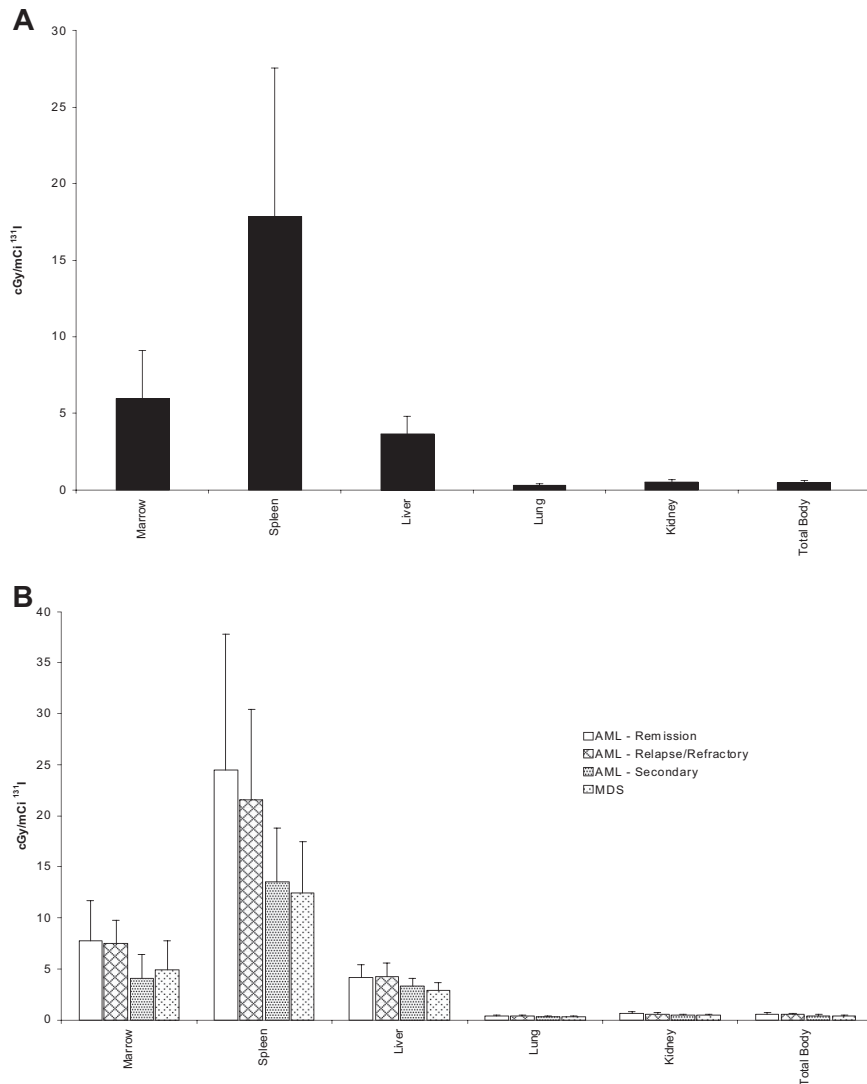 A
30
25
20
15
10
5
0
cGy/mCi ¹³¹I
Marrow
Spleen
Liver
Lung
Kidney
Total Body
B
40
35
30
25
20
15
10
5
0
cGy/mCi ¹³¹I
AML - Remission
AML - Relapse/Refractory
AML - Secondary
MDS
Marrow
Spleen
Liver
Lung
Kidney
Total Body